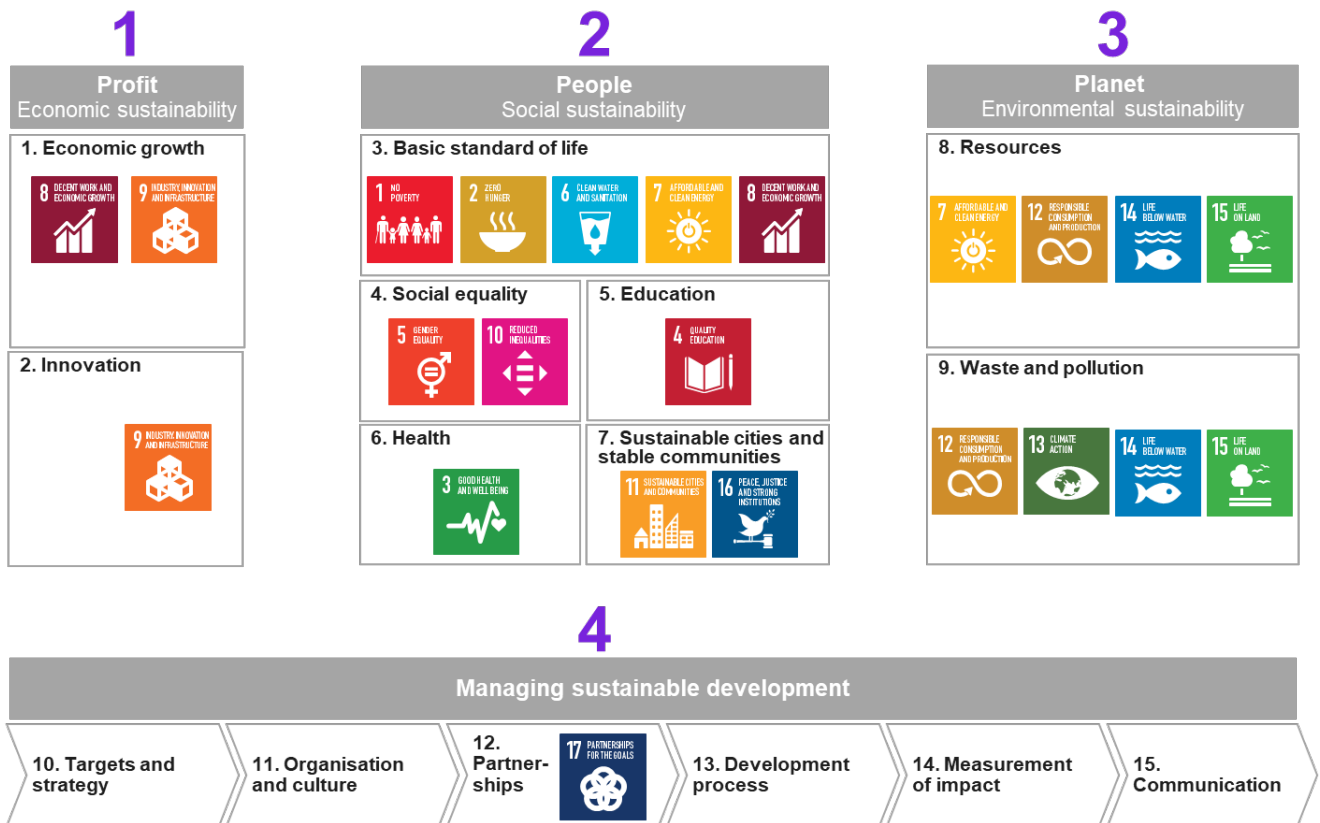 1
Profit
Economic sustainability
1. Economic growth
8 DECENT WORK AND
ECONOMIC GROWTH
9 INDUSTRY, INNOVATION
AND INFRASTRUCTURE
2. Innovation
9 INDUSTRY, INNOVATION
AND INFRASTRUCTURE
2
People
Social sustainability
3. Basic standard of life
1 NO
POVERTY
2 ZERO
HUNGER
6 CLEAN WATER
AND SANITATION
7 AFFORDABLE AND
CLEAN ENERGY
8 DECENT WORK AND
ECONOMIC GROWTH
4. Social equality
5 GENDER
EQUALITY
10 REDUCED
INEQUALITIES
5. Education
4 QUALITY
EDUCATION
6. Health
3 GOOD HEALTH
AND WELL BEING
7. Sustainable cities and
stable communities
11 SUSTAINABLE CITIES
AND COMMUNITIES
16 PEACE, JUSTICE
AND STRONG
INSTITUTIONS
3
Planet
Environmental sustainability
8. Resources
7 AFFORDABLE AND
CLEAN ENERGY
12 RESPONSIBLE
CONSUMPTION
AND PRODUCTION
14 LIFE
BELOW WATER
15 LIFE
ON LAND
9. Waste and pollution
12 RESPONSIBLE
CONSUMPTION
AND PRODUCTION
13 CLIMATE
ACTION
14 LIFE
BELOW WATER
15 LIFE
ON LAND
4
Managing sustainable development
10. Targets and
strategy
11. Organisation
and culture
12.
Partner-
ships
17 PARTNERSHIPS
FOR THE GOALS
13. Development
process
14. Measurement
of impact
15.
Communication